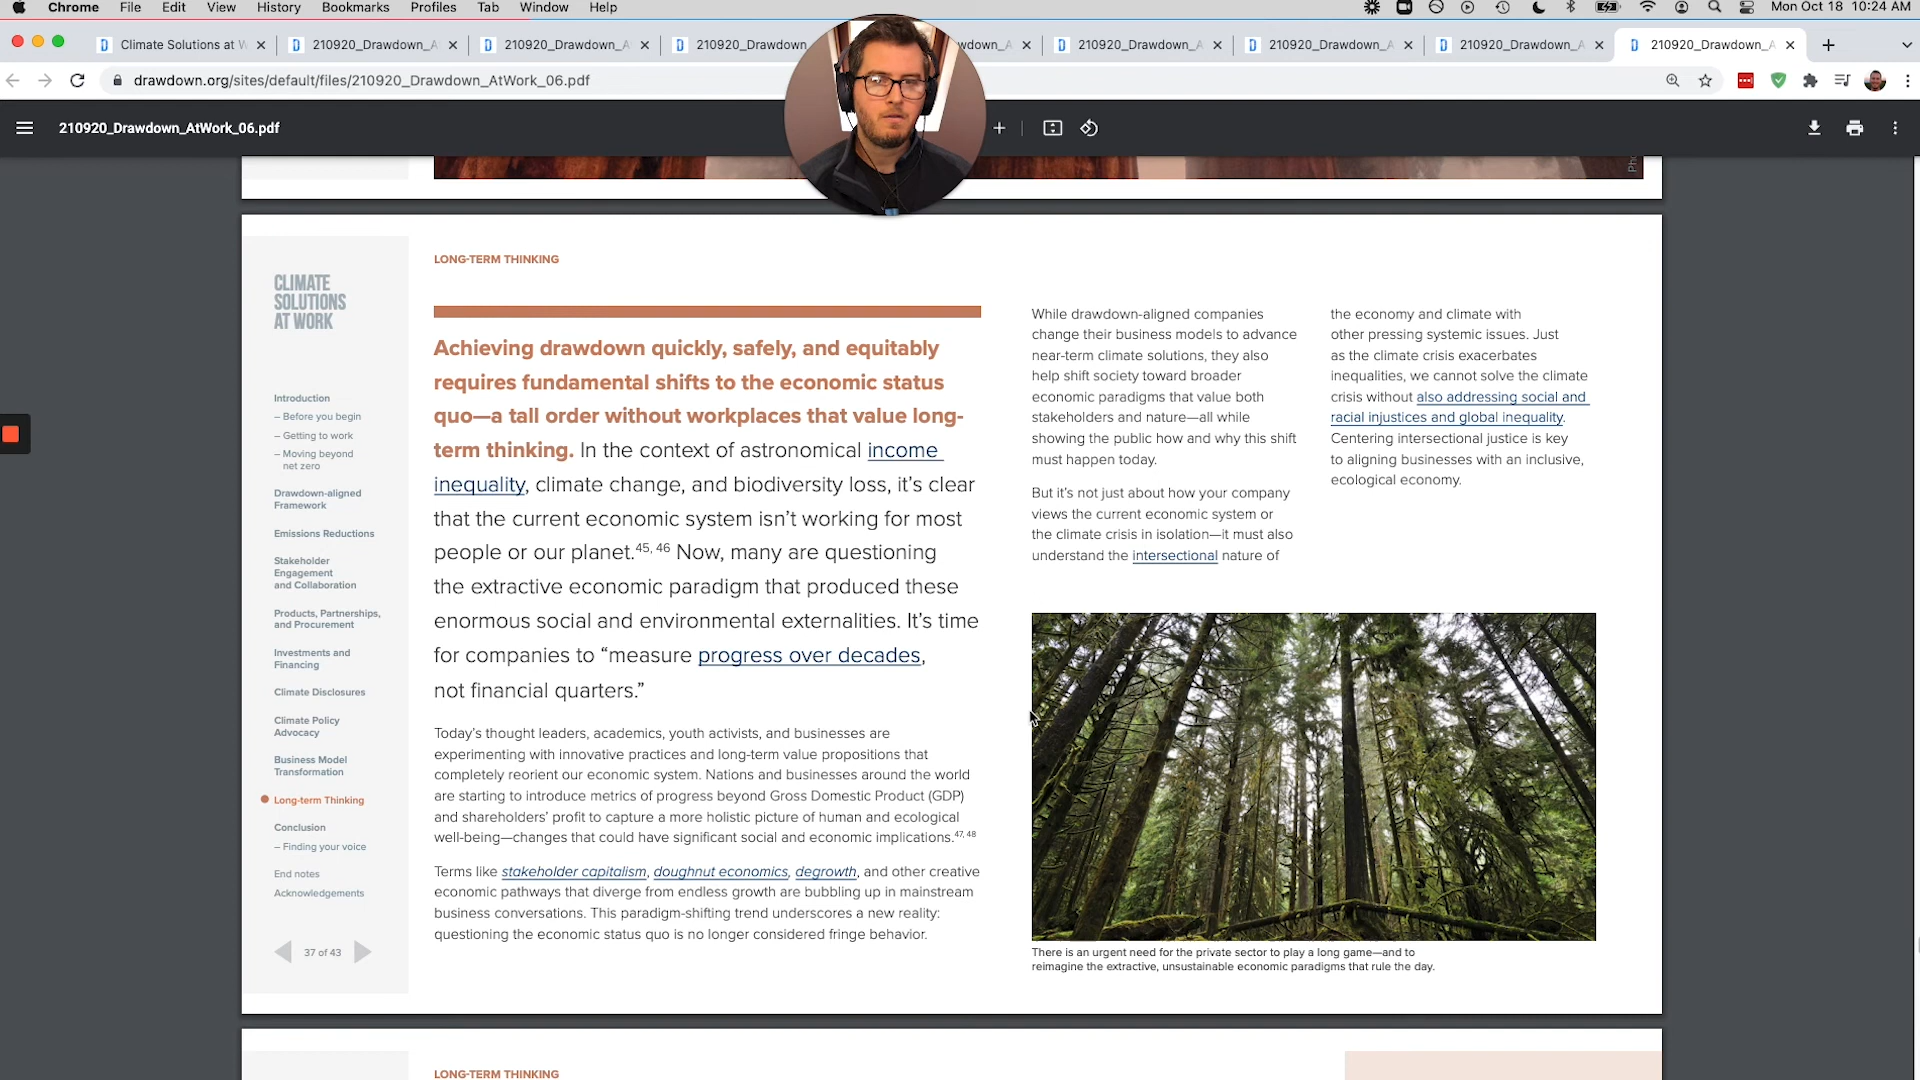 Chrome File Edit View History Bookmarks Profiles Tab Window Help
Mon Oct 18 10:24 AM
Climate Solutions at
210920_Drawdown_A
210920_Drawdown_A
210920_Drawdown
wdown_A
210920_Drawdown_A
210920_Drawdown_A
210920_Drawdown_A
210920_Drawdown_A
drawdown.org/sites/default/files/210920_Drawdown_AtWork_06.pdf
210920_Drawdown_AtWork_06.pdf
CLIMATE
SOLUTIONS
AT WORK
Introduction
– Before you begin
– Getting to work
– Moving beyond
net zero
Drawdown-aligned
Framework
Emissions Reductions
Stakeholder
Engagement
and Collaboration
Products, Partnerships,
and Procurement
Investments and
Financing
Climate Disclosures
Climate Policy
Advocacy
Business Model
Transformation
Long-term Thinking
Conclusion
– Finding your voice
End notes
Acknowledgements
37 of 43
LONG-TERM THINKING
Achieving drawdown quickly, safely, and equitably
requires fundamental shifts to the economic status
quo—a tall order without workplaces that value long-
term thinking. In the context of astronomical income
inequality, climate change, and biodiversity loss, it’s clear
that the current economic system isn’t working for most
people or our planet.45, 46 Now, many are questioning
the extractive economic paradigm that produced these
enormous social and environmental externalities. It’s time
for companies to “measure progress over decades,
not financial quarters.”
Today’s thought leaders, academics, youth activists, and businesses are
experimenting with innovative practices and long-term value propositions that
completely reorient our economic system. Nations and businesses around the world
are starting to introduce metrics of progress beyond Gross Domestic Product (GDP)
and shareholders’ profit to capture a more holistic picture of human and ecological
well-being—changes that could have significant social and economic implications.47, 48
Terms like stakeholder capitalism, doughnut economics, degrowth, and other creative
economic pathways that diverge from endless growth are bubbling up in mainstream
business conversations. This paradigm-shifting trend underscores a new reality:
questioning the economic status quo is no longer considered fringe behavior.
While drawdown-aligned companies
change their business models to advance
near-term climate solutions, they also
help shift society toward broader
economic paradigms that value both
stakeholders and nature—all while
showing the public how and why this shift
must happen today.
But it’s not just about how your company
views the current economic system or
the climate crisis in isolation—it must also
understand the intersectional nature of
the economy and climate with
other pressing systemic issues. Just
as the climate crisis exacerbates
inequalities, we cannot solve the climate
crisis without also addressing social and
racial injustices and global inequality.
Centering intersectional justice is key
to aligning businesses with an inclusive,
ecological economy.
There is an urgent need for the private sector to play a long game—and to
reimagine the extractive, unsustainable economic paradigms that rule the day.
LONG-TERM THINKING